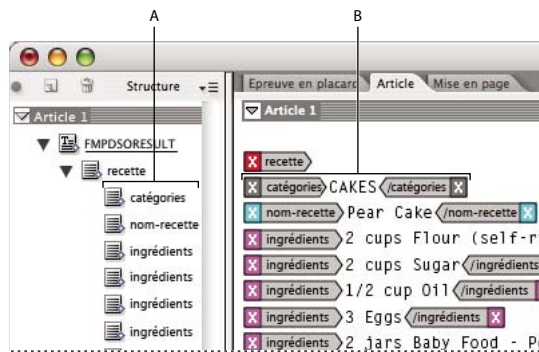 A B
Structure
Epreuve en placard Article Mise en page
Article 1
FMPDSORESULT
recette
catégories
nom-recette
ingrédients
ingrédients
ingrédients
ingrédients
Article 1
X recette
X catégories CAKES /catégories X
X nom-recette Pear Cake /nom-recette X
X ingrédients 2 cups Flour (self-r
X ingrédients 2 cups Sugar /ingrédients
X ingrédients 1/2 cup Oil /ingrédients
X ingrédients 3 Eggs /ingrédients X
X ingrédients 2 jars Baby Food - P